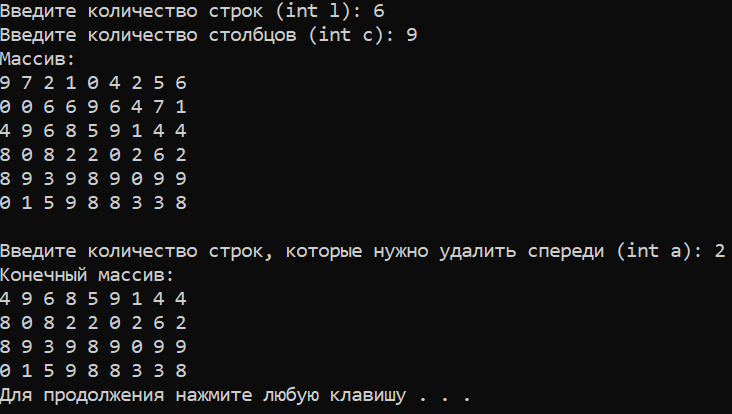 Введите количество строк (int l): 6
Введите количество столбцов (int c): 9
Массив:
9 7 2 1 0 4 2 5 6
0 0 6 6 9 6 4 7 1
4 9 6 8 5 9 1 4 4
8 0 8 2 2 0 2 6 2
8 9 3 9 8 9 0 9 9
0 1 5 9 8 8 3 3 8
Введите количество строк, которые нужно удалить спереди (int a): 2
Конечный массив:
4 9 6 8 5 9 1 4 4
8 0 8 2 2 0 2 6 2
8 9 3 9 8 9 0 9 9
0 1 5 9 8 8 3 3 8
Для продолжения нажмите любую клавишу . . .